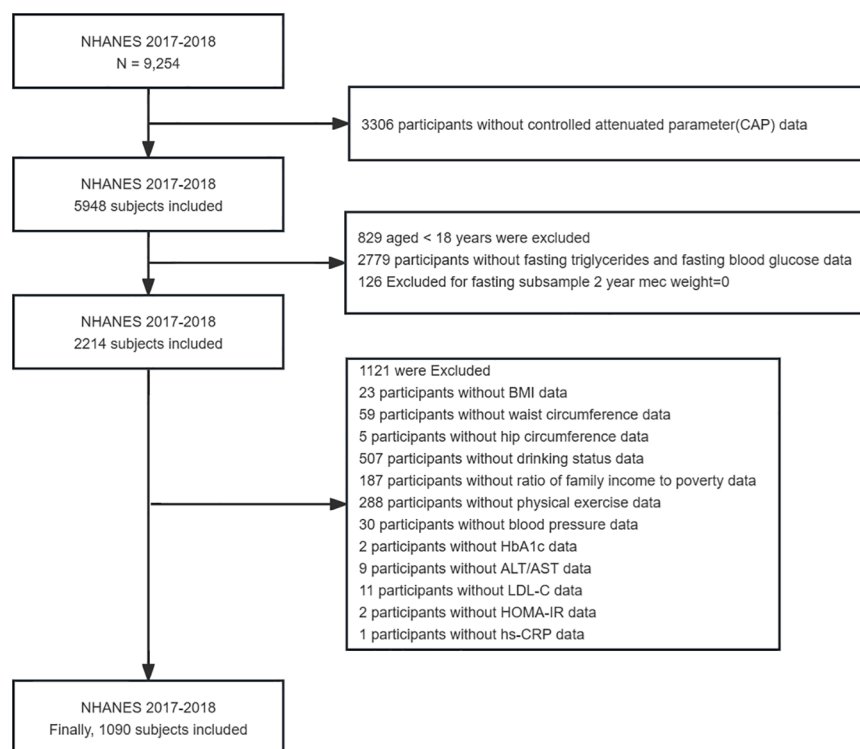 NHANES 2017-2018
N = 9,254
3306 participants without controlled attenuated parameter(CAP) data
NHANES 2017-2018
5948 subjects included
829 aged < 18 years were excluded
2779 participants without fasting triglycerides and fasting blood glucose data
126 Excluded for fasting subsample 2 year mec weight=0
NHANES 2017-2018
2214 subjects included
1121 were Excluded
23 participants without BMI data
59 participants without waist circumference data
5 participants without hip circumference data
507 participants without drinking status data
187 participants without ratio of family income to poverty data
288 participants without physical exercise data
30 participants without blood pressure data
2 participants without HbA1c data
9 participants without ALT/AST data
11 participants without LDL-C data
2 participants without HOMA-IR data
1 participants without hs-CRP data
NHANES 2017-2018
Finally, 1090 subjects included